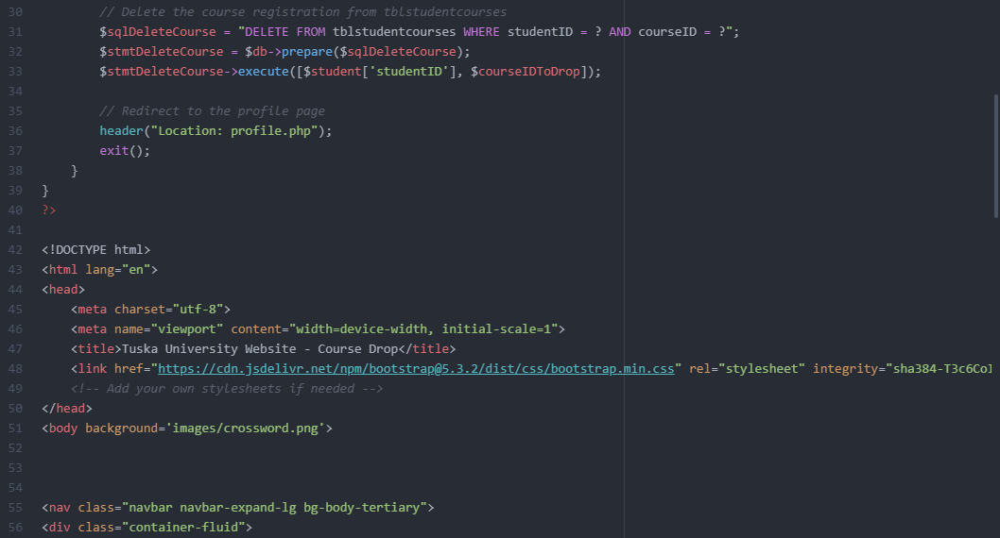 30 // Delete the course registration from tblstudentcourses
31 $sqlDeleteCourse = "DELETE FROM tblstudentcourses WHERE studentID = ? AND courseID = ?";
32 $stmtDeleteCourse = $db->prepare($sqlDeleteCourse);
33 $stmtDeleteCourse->execute([$student['studentID'], $courseIDToDrop]);
34
35 // Redirect to the profile page
36 header("Location: profile.php");
37 exit();
38 }
39 }
40 ?>
41
42 <!DOCTYPE html>
43 <html lang="en">
44 <head>
45 <meta charset="utf-8">
46 <meta name="viewport" content="width=device-width, initial-scale=1">
47 <title>Tuska University Website - Course Drop</title>
48 <link href="https://cdn.jsdelivr.net/npm/bootstrap@5.3.2/dist/css/bootstrap.min.css" rel="stylesheet" integrity="sha384-T3c6CoI
49 <!-- Add your own stylesheets if needed -->
50 </head>
51 <body background='images/crossword.png'>
52
53
54
55 <nav class="navbar navbar-expand-lg bg-body-tertiary">
56 <div class="container-fluid">